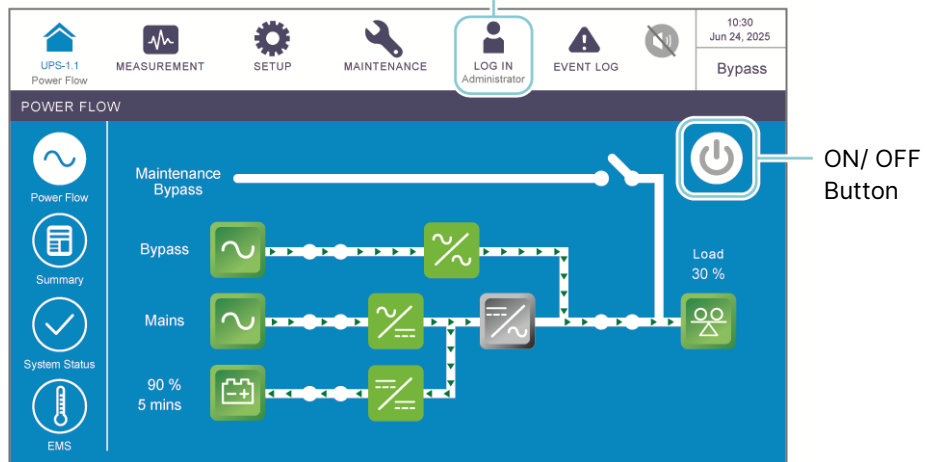 UPS-1.1
Power Flow
MEASUREMENT
SETUP
MAINTENANCE
LOG IN
Administrator
EVENT LOG
10:30
Jun 24, 2025
Bypass
POWER FLOW
Power Flow
Summary
System Status
EMS
Maintenance
Bypass
Bypass
Mains
90 %
5 mins
Load
30 %
ON/ OFF
Button